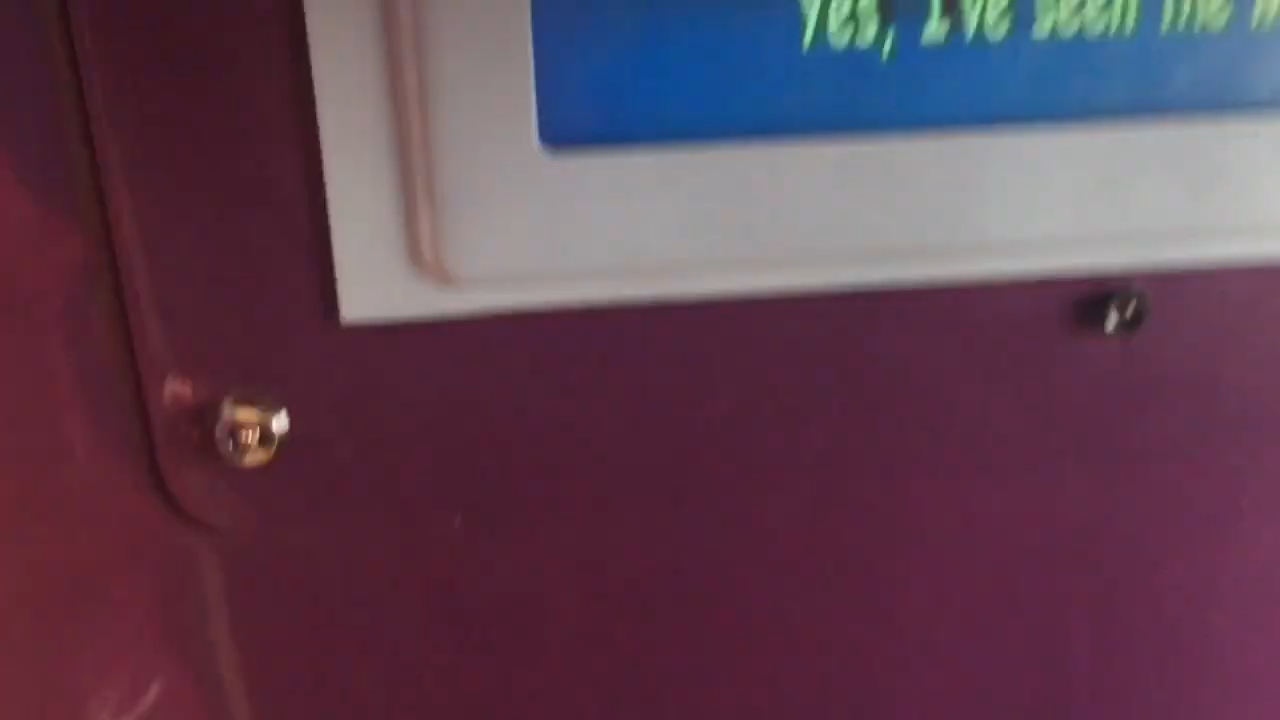 Yes, I've seen the